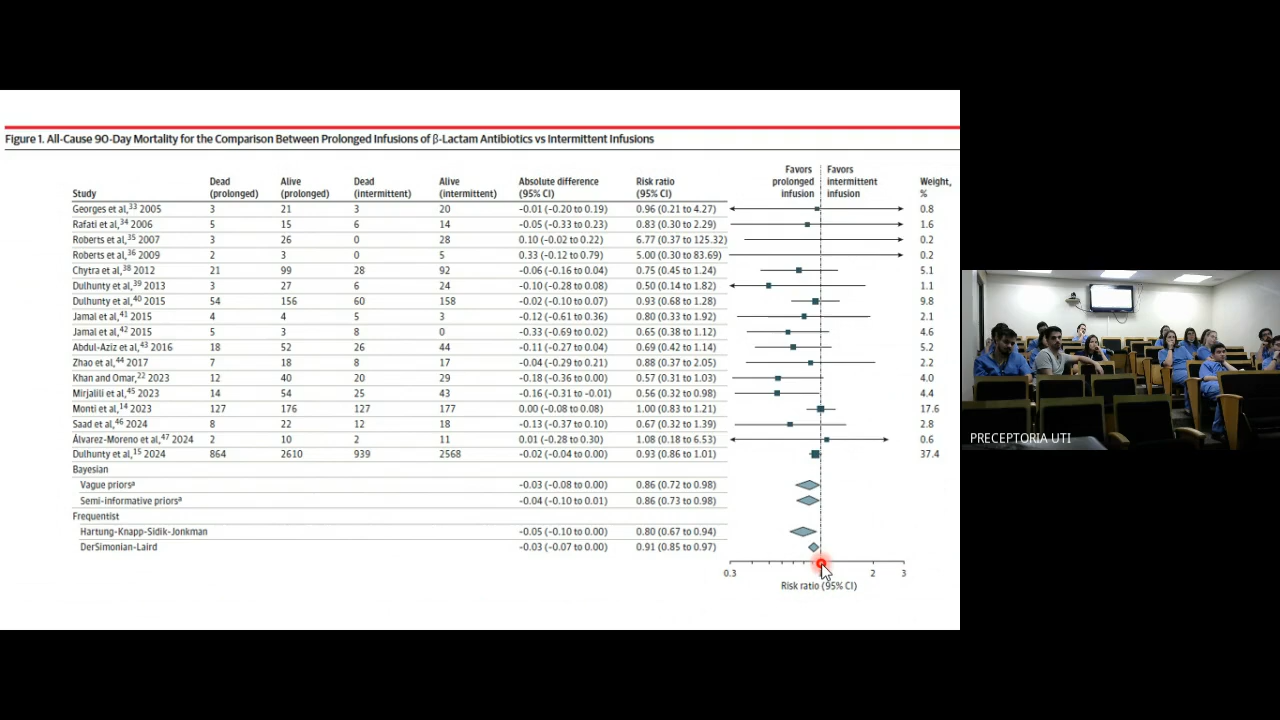 Figure 1. All-Cause 90-Day Mortality for the Comparison Between Prolonged Infusions of β-Lactam Antibiotics vs Intermittent Infusions
Study Dead (prolonged) Alive (prolonged) Dead (intermittent) Alive (intermittent) Absolute difference (95% CI) Risk ratio (95% CI) Favors prolonged infusion Favors intermittent infusion Weight, %
Georges et al,33 2005 3 21 3 20 -0.01 (-0.20 to 0.19) 0.96 (0.21 to 4.27) 0.8
Rafati et al,34 2006 5 15 6 14 -0.05 (-0.33 to 0.23) 0.83 (0.30 to 2.29) 1.6
Roberts et al,35 2007 3 26 0 28 0.10 (-0.02 to 0.22) 6.77 (0.37 to 125.32) 0.2
Roberts et al,36 2009 2 3 0 5 0.33 (-0.12 to 0.79) 5.00 (0.30 to 83.69) 0.2
Chytra et al,38 2012 21 99 28 92 -0.06 (-0.16 to 0.04) 0.75 (0.45 to 1.24) 5.1
Dulhunty et al,39 2013 3 27 6 24 -0.10 (-0.28 to 0.08) 0.50 (0.14 to 1.82) 1.1
Dulhunty et al,40 2015 54 156 60 158 -0.02 (-0.10 to 0.07) 0.93 (0.68 to 1.28) 9.8
Jamal et al,41 2015 4 4 5 3 -0.12 (-0.61 to 0.36) 0.80 (0.33 to 1.92) 2.1
Jamal et al,42 2015 5 3 8 0 -0.33 (-0.69 to 0.02) 0.65 (0.38 to 1.12) 4.6
Abdul-Aziz et al,43 2016 18 52 26 44 -0.11 (-0.27 to 0.04) 0.69 (0.42 to 1.14) 5.2
Zhao et al,44 2017 7 18 8 17 -0.04 (-0.29 to 0.21) 0.88 (0.37 to 2.05) 2.2
Khan and Omar,22 2023 12 40 20 29 -0.18 (-0.36 to 0.00) 0.57 (0.31 to 1.03) 4.0
Mirjalili et al,45 2023 14 54 25 43 -0.16 (-0.31 to -0.01) 0.56 (0.32 to 0.98) 4.4
Monti et al,14 2023 127 176 127 177 0.00 (-0.08 to 0.08) 1.00 (0.83 to 1.21) 17.6
Saad et al,46 2024 8 22 12 18 -0.13 (-0.37 to 0.10) 0.67 (0.32 to 1.39) 2.8
Álvarez-Moreno et al,47 2024 2 10 2 11 0.01 (-0.28 to 0.30) 1.08 (0.18 to 6.53) 0.6
Dulhunty et al,15 2024 864 2610 939 2568 -0.02 (-0.04 to 0.00) 0.93 (0.86 to 1.01) 37.4
Bayesian
Vague priorsa -0.03 (-0.08 to 0.00) 0.86 (0.72 to 0.98)
Semi-informative priorsa -0.04 (-0.10 to 0.01) 0.86 (0.73 to 0.98)
Frequentist
Hartung-Knapp-Sidik-Jonkman -0.05 (-0.10 to 0.00) 0.80 (0.67 to 0.94)
DerSimonian-Laird -0.03 (-0.07 to 0.00) 0.91 (0.85 to 0.97)
0.3 2 3
Risk ratio (95% CI)
PRECEPTORIA UTI